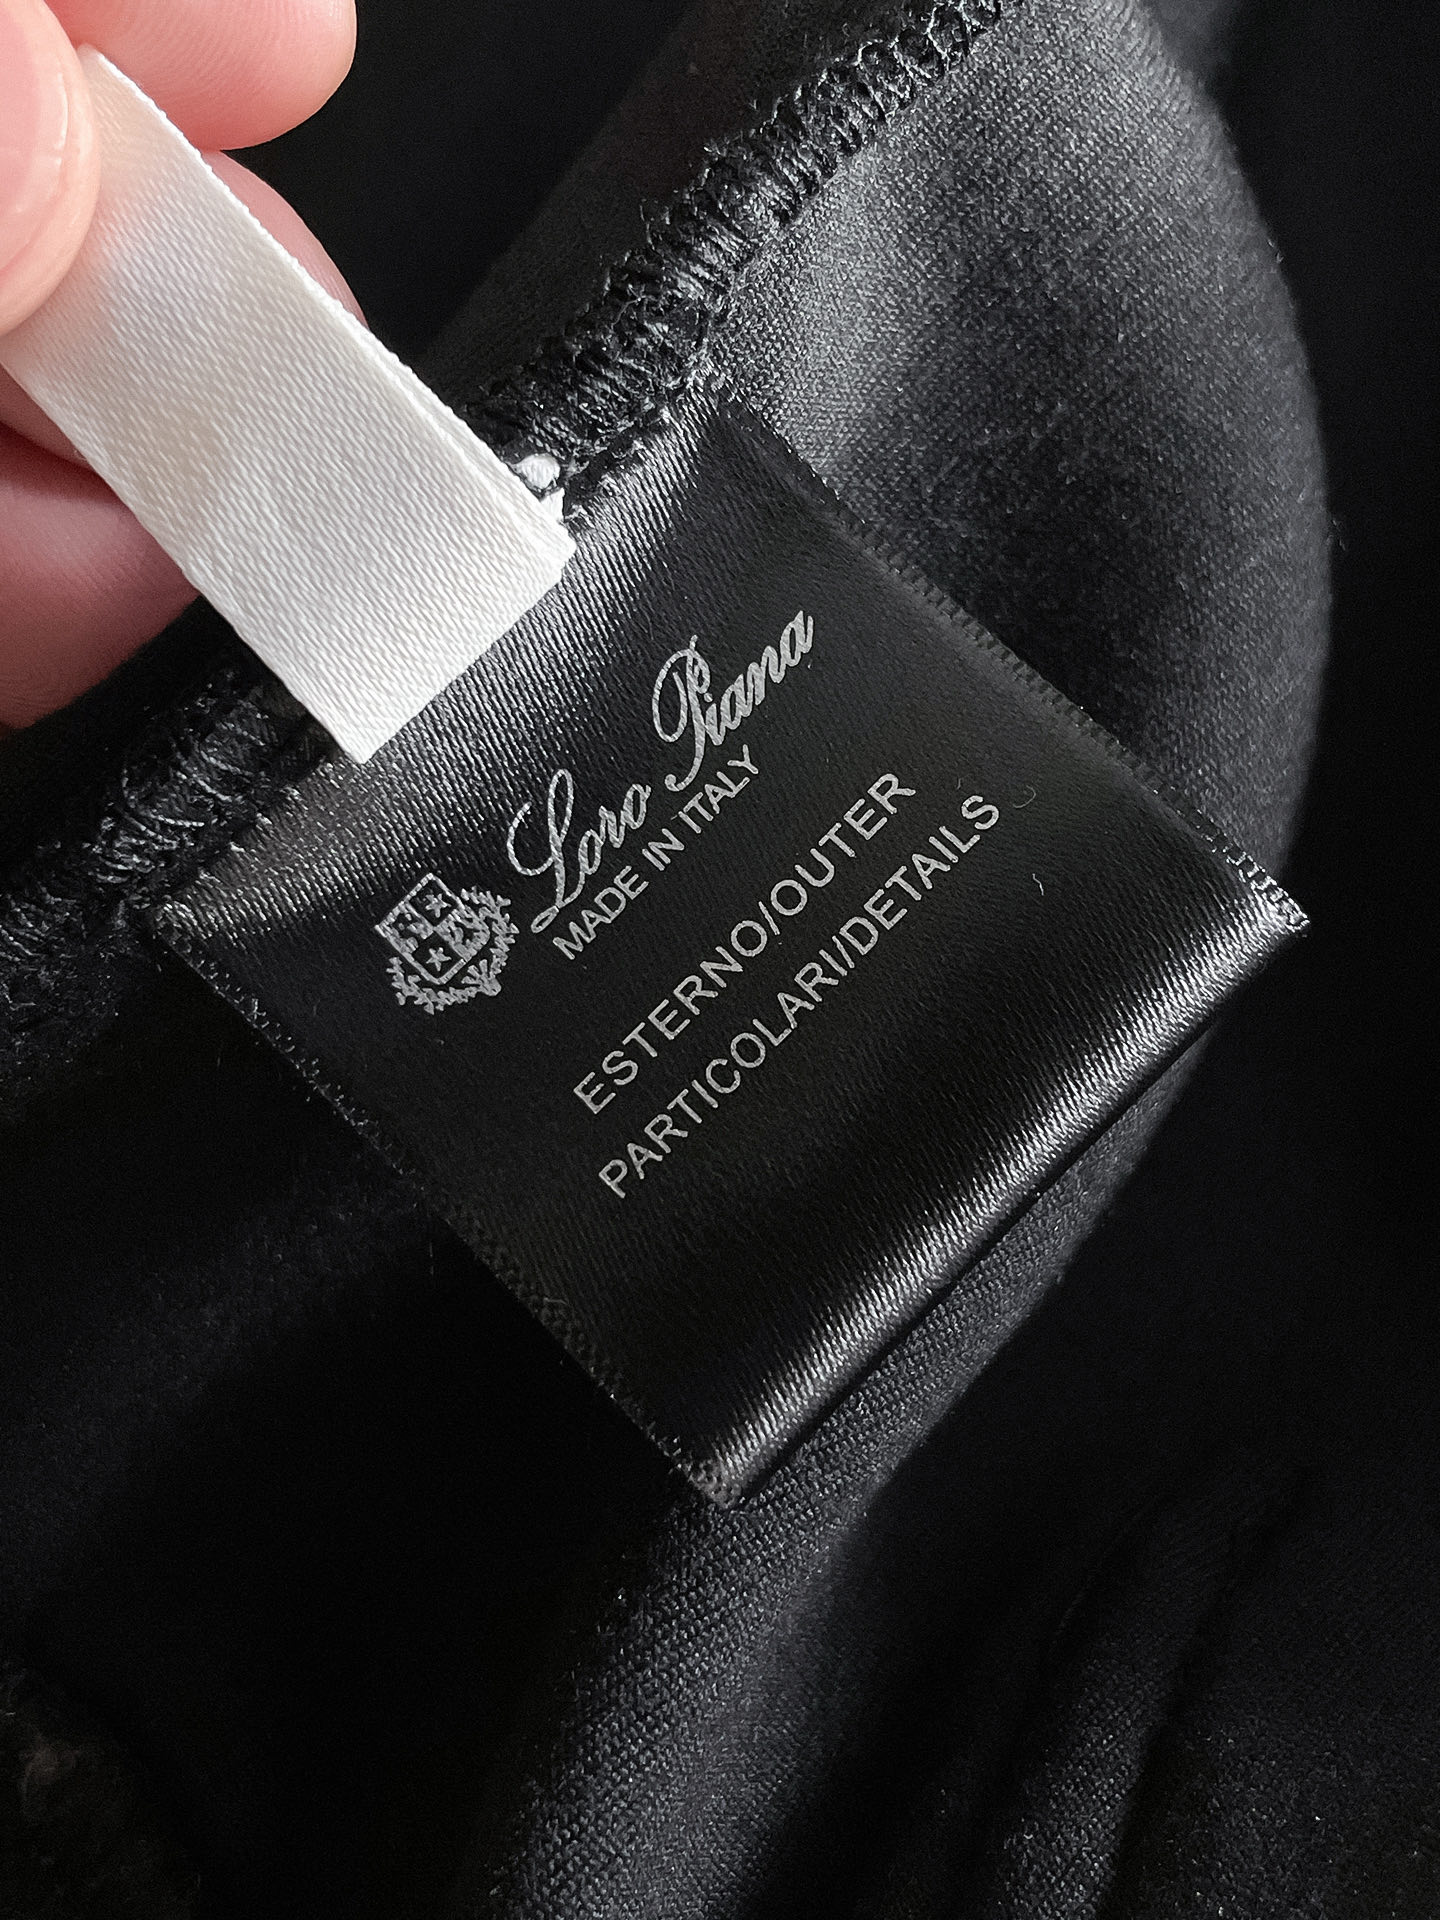 Loro Piana
MADE IN ITALY
ESTERNO/OUTER
PARTICOLARI/DETAILS